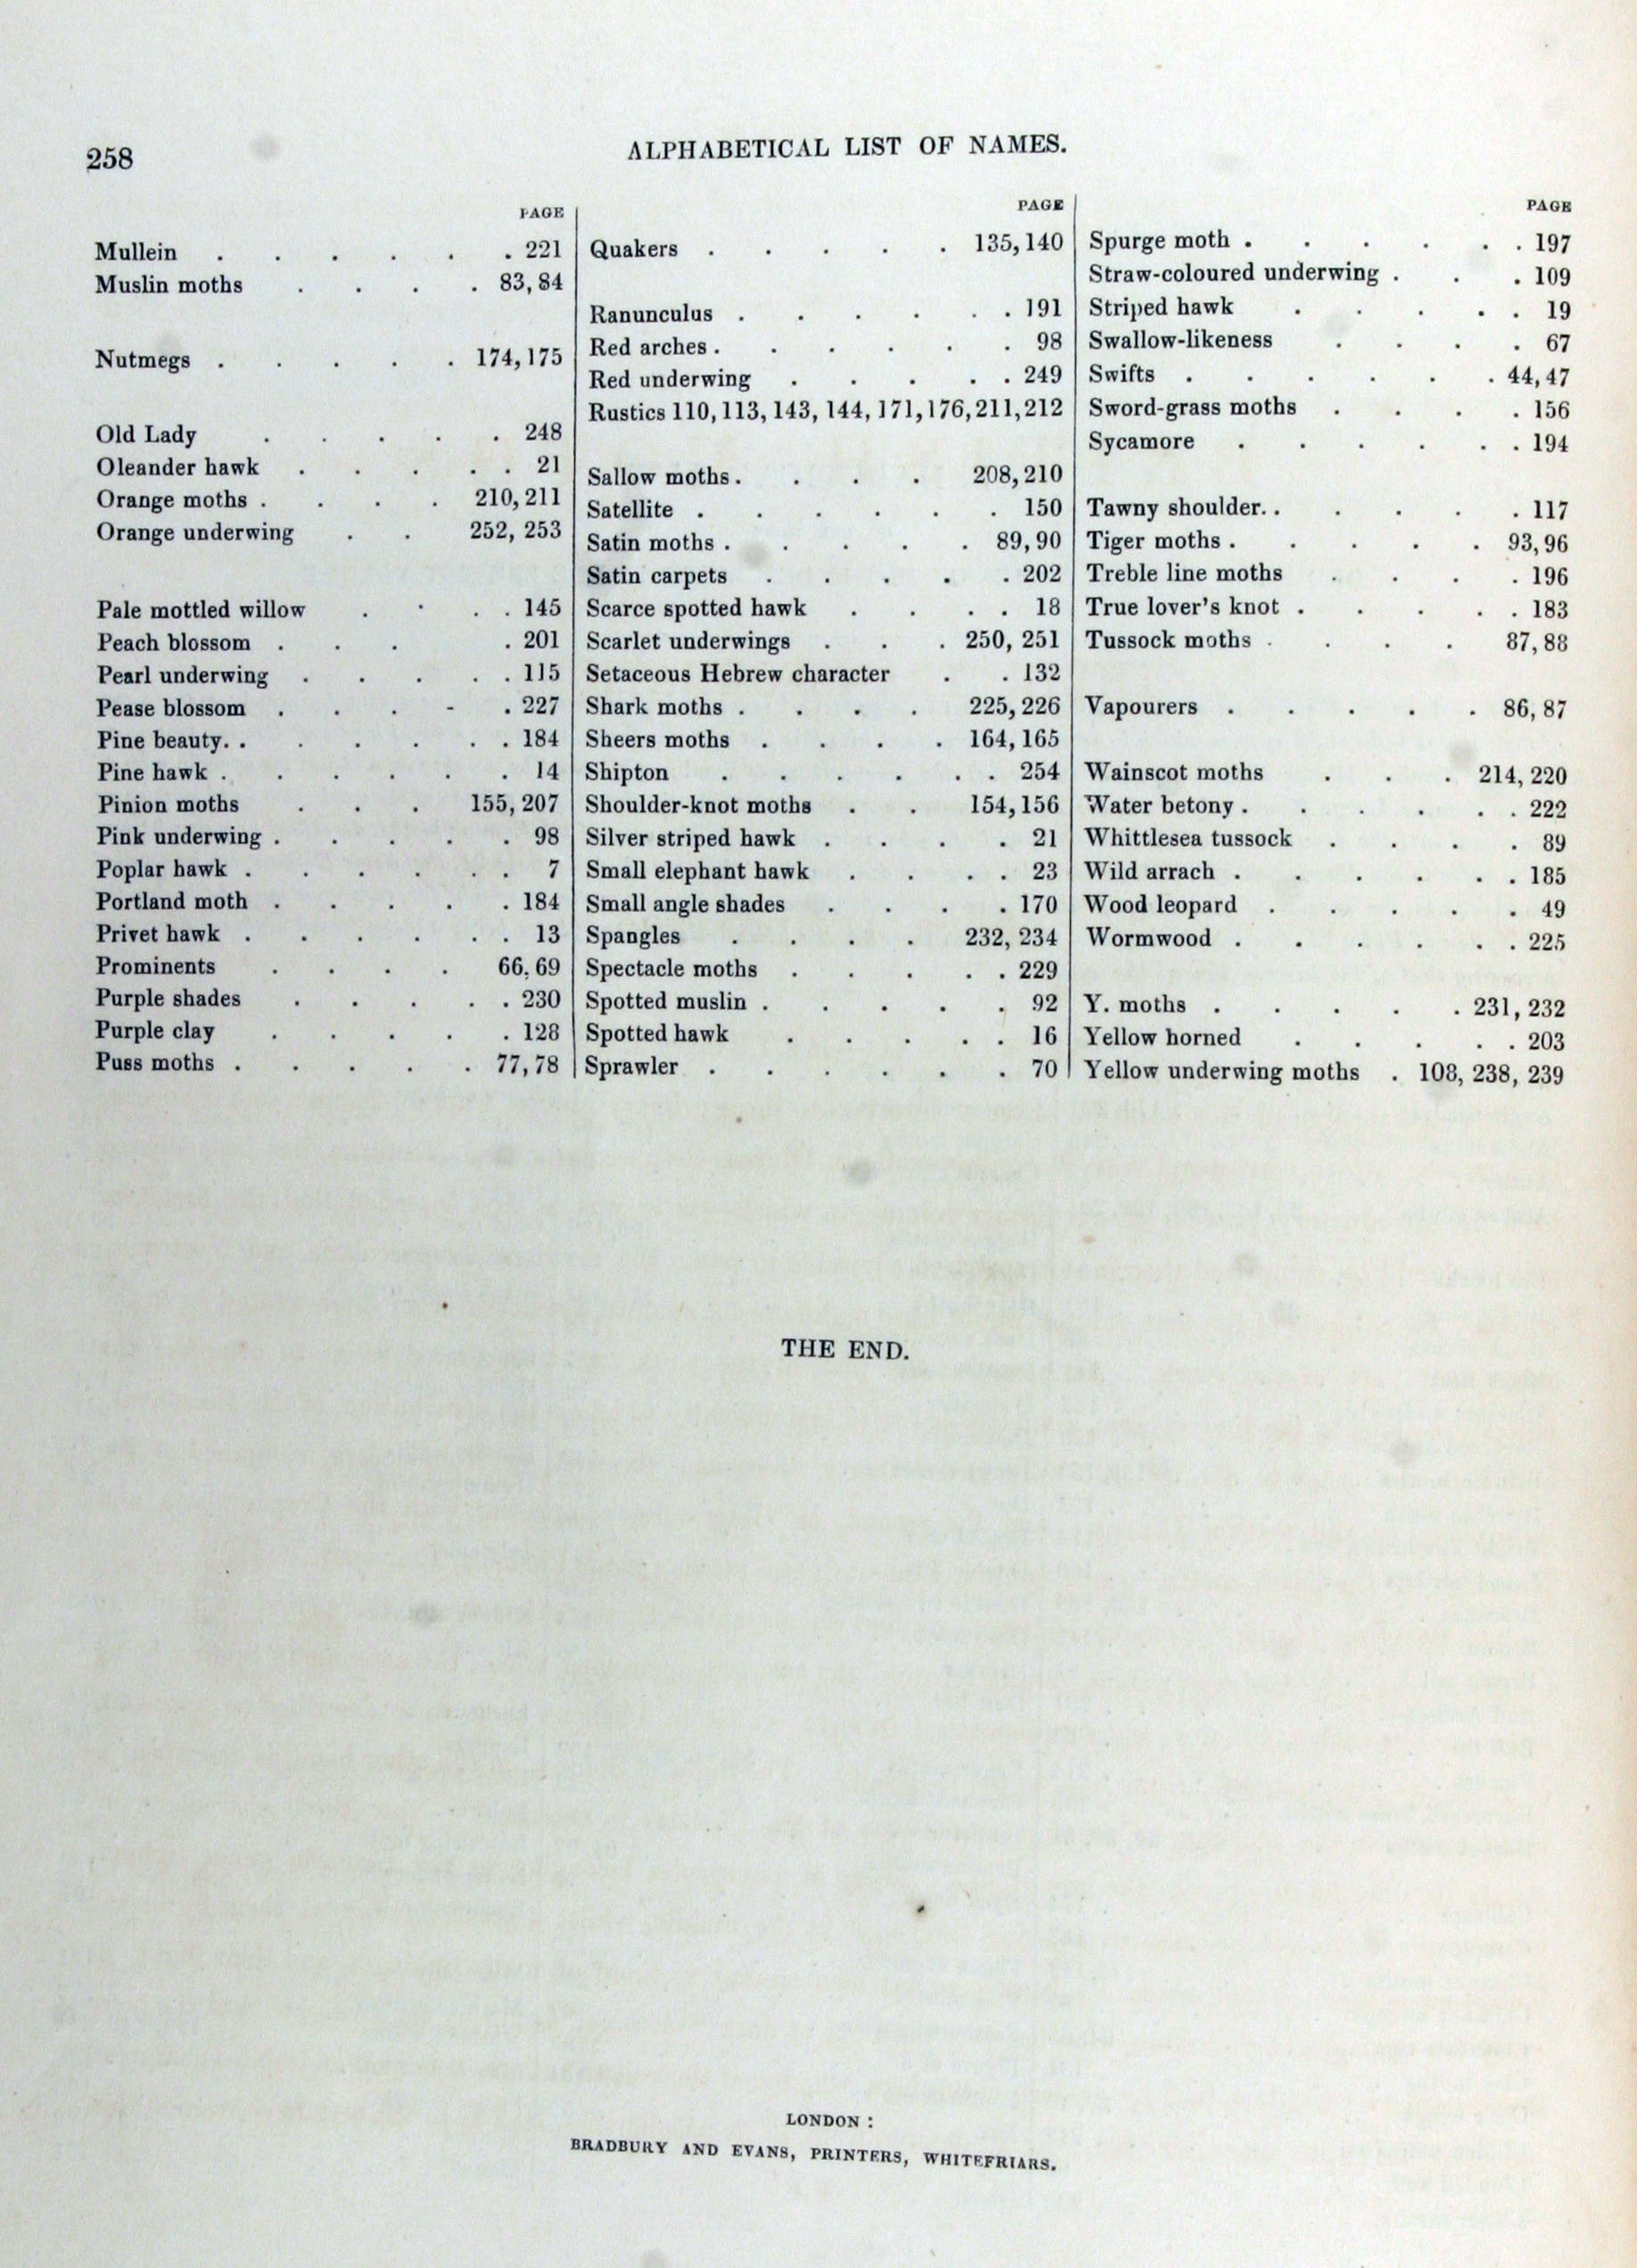 258
ALPHABETICAL LIST OF NAMES.
PAGE
Mullein . . . . . . 221
Muslin moths . . . . 83, 84
Nutmegs . . . . . 174, 175
Old Lady . . . . . 248
Oleander hawk . . . . . 21
Orange moths . . . . 210, 211
Orange underwing . . 252, 253
Pale mottled willow . . . . 145
Peach blossom . . . . 201
Pearl underwing . . . . . 115
Pease blossom . . . - . 227
Pine beauty. . . . . . . 184
Pine hawk . . . . . . 14
Pinion moths . . . 155, 207
Pink underwing . . . . . 98
Poplar hawk . . . . . . 7
Portland moth . . . . . 184
Privet hawk . . . . . . 13
Prominents . . . . 66, 69
Purple shades . . . . . 230
Purple clay . . . . . 128
Puss moths . . . . . 77, 78
PAGE
Quakers . . . . . 135, 140
Ranunculus . . . . . . 191
Red arches . . . . . . 98
Red underwing . . . . . 249
Rustics 110, 113, 143, 144, 171, 176, 211, 212
Sallow moths . . . . 208, 210
Satellite . . . . . . 150
Satin moths . . . . . 89, 90
Satin carpets . . . . . 202
Scarce spotted hawk . . . . 18
Scarlet underwings . . . 250, 251
Setaceous Hebrew character . . 132
Shark moths . . . . 225, 226
Sheers moths . . . . 164, 165
Shipton . . . . . . 254
Shoulder-knot moths . . 154, 156
Silver striped hawk . . . . 21
Small elephant hawk . . . . 23
Small angle shades . . . . 170
Spangles . . . . 232, 234
Spectacle moths . . . . . 229
Spotted muslin . . . . . 92
Spotted hawk . . . . . 16
Sprawler . . . . . . 70
PAGE
Spurge moth . . . . . . 197
Straw-coloured underwing . . . 109
Striped hawk . . . . . 19
Swallow-likeness . . . . 67
Swifts . . . . . . 44, 47
Sword-grass moths . . . . 156
Sycamore . . . . . . 194
Tawny shoulder. . . . . . 117
Tiger moths . . . . . 93, 96
Treble line moths . . . . 196
True lover's knot . . . . . 183
Tussock moths . . . . 87, 88
Vapourers . . . . . 86, 87
Wainscot moths . . . 214, 220
Water betony . . . . . . 222
Whittlesea tussock . . . . 89
Wild arrach . . . . . . 185
Wood leopard . . . . . 49
Wormwood . . . . . . 225
Y. moths . . . . . 231, 232
Yellow horned . . . . . 203
Yellow underwing moths . 108, 238, 239
THE END.
LONDON :
BRADBURY AND EVANS, PRINTERS, WHITEFRIARS.